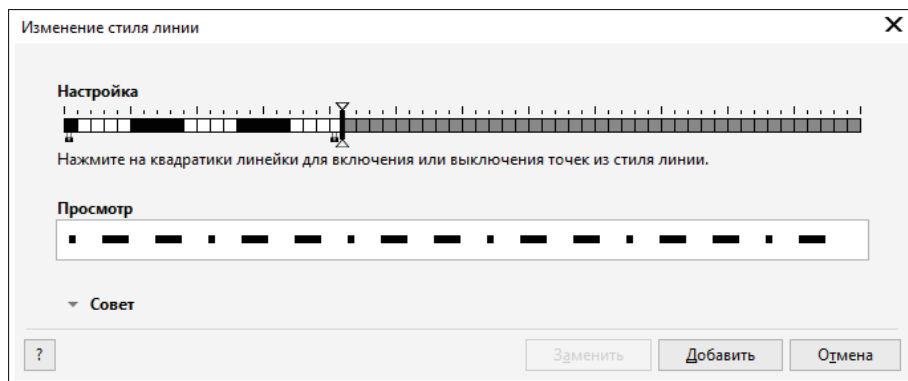 Изменение стиля линии
Настройка
Нажмите на квадратики линейки для включения или выключения точек из стиля линии.
Просмотр
Совет
?
Заменить
Добавить
Отмена